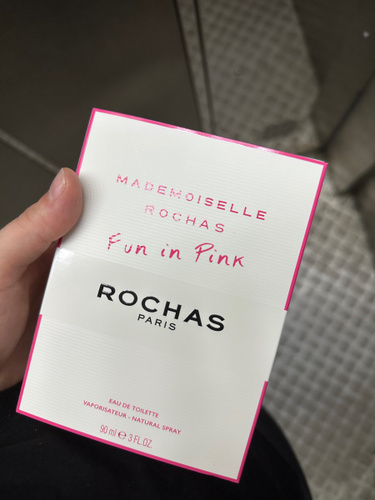 MADEMOISELLE
ROCHAS
Fun in Pink
ROCHAS
PARIS
EAU DE TOILETTE
VAPORISATEUR - NATURAL SPRAY
90 ml ℮ 3 FL.OZ.